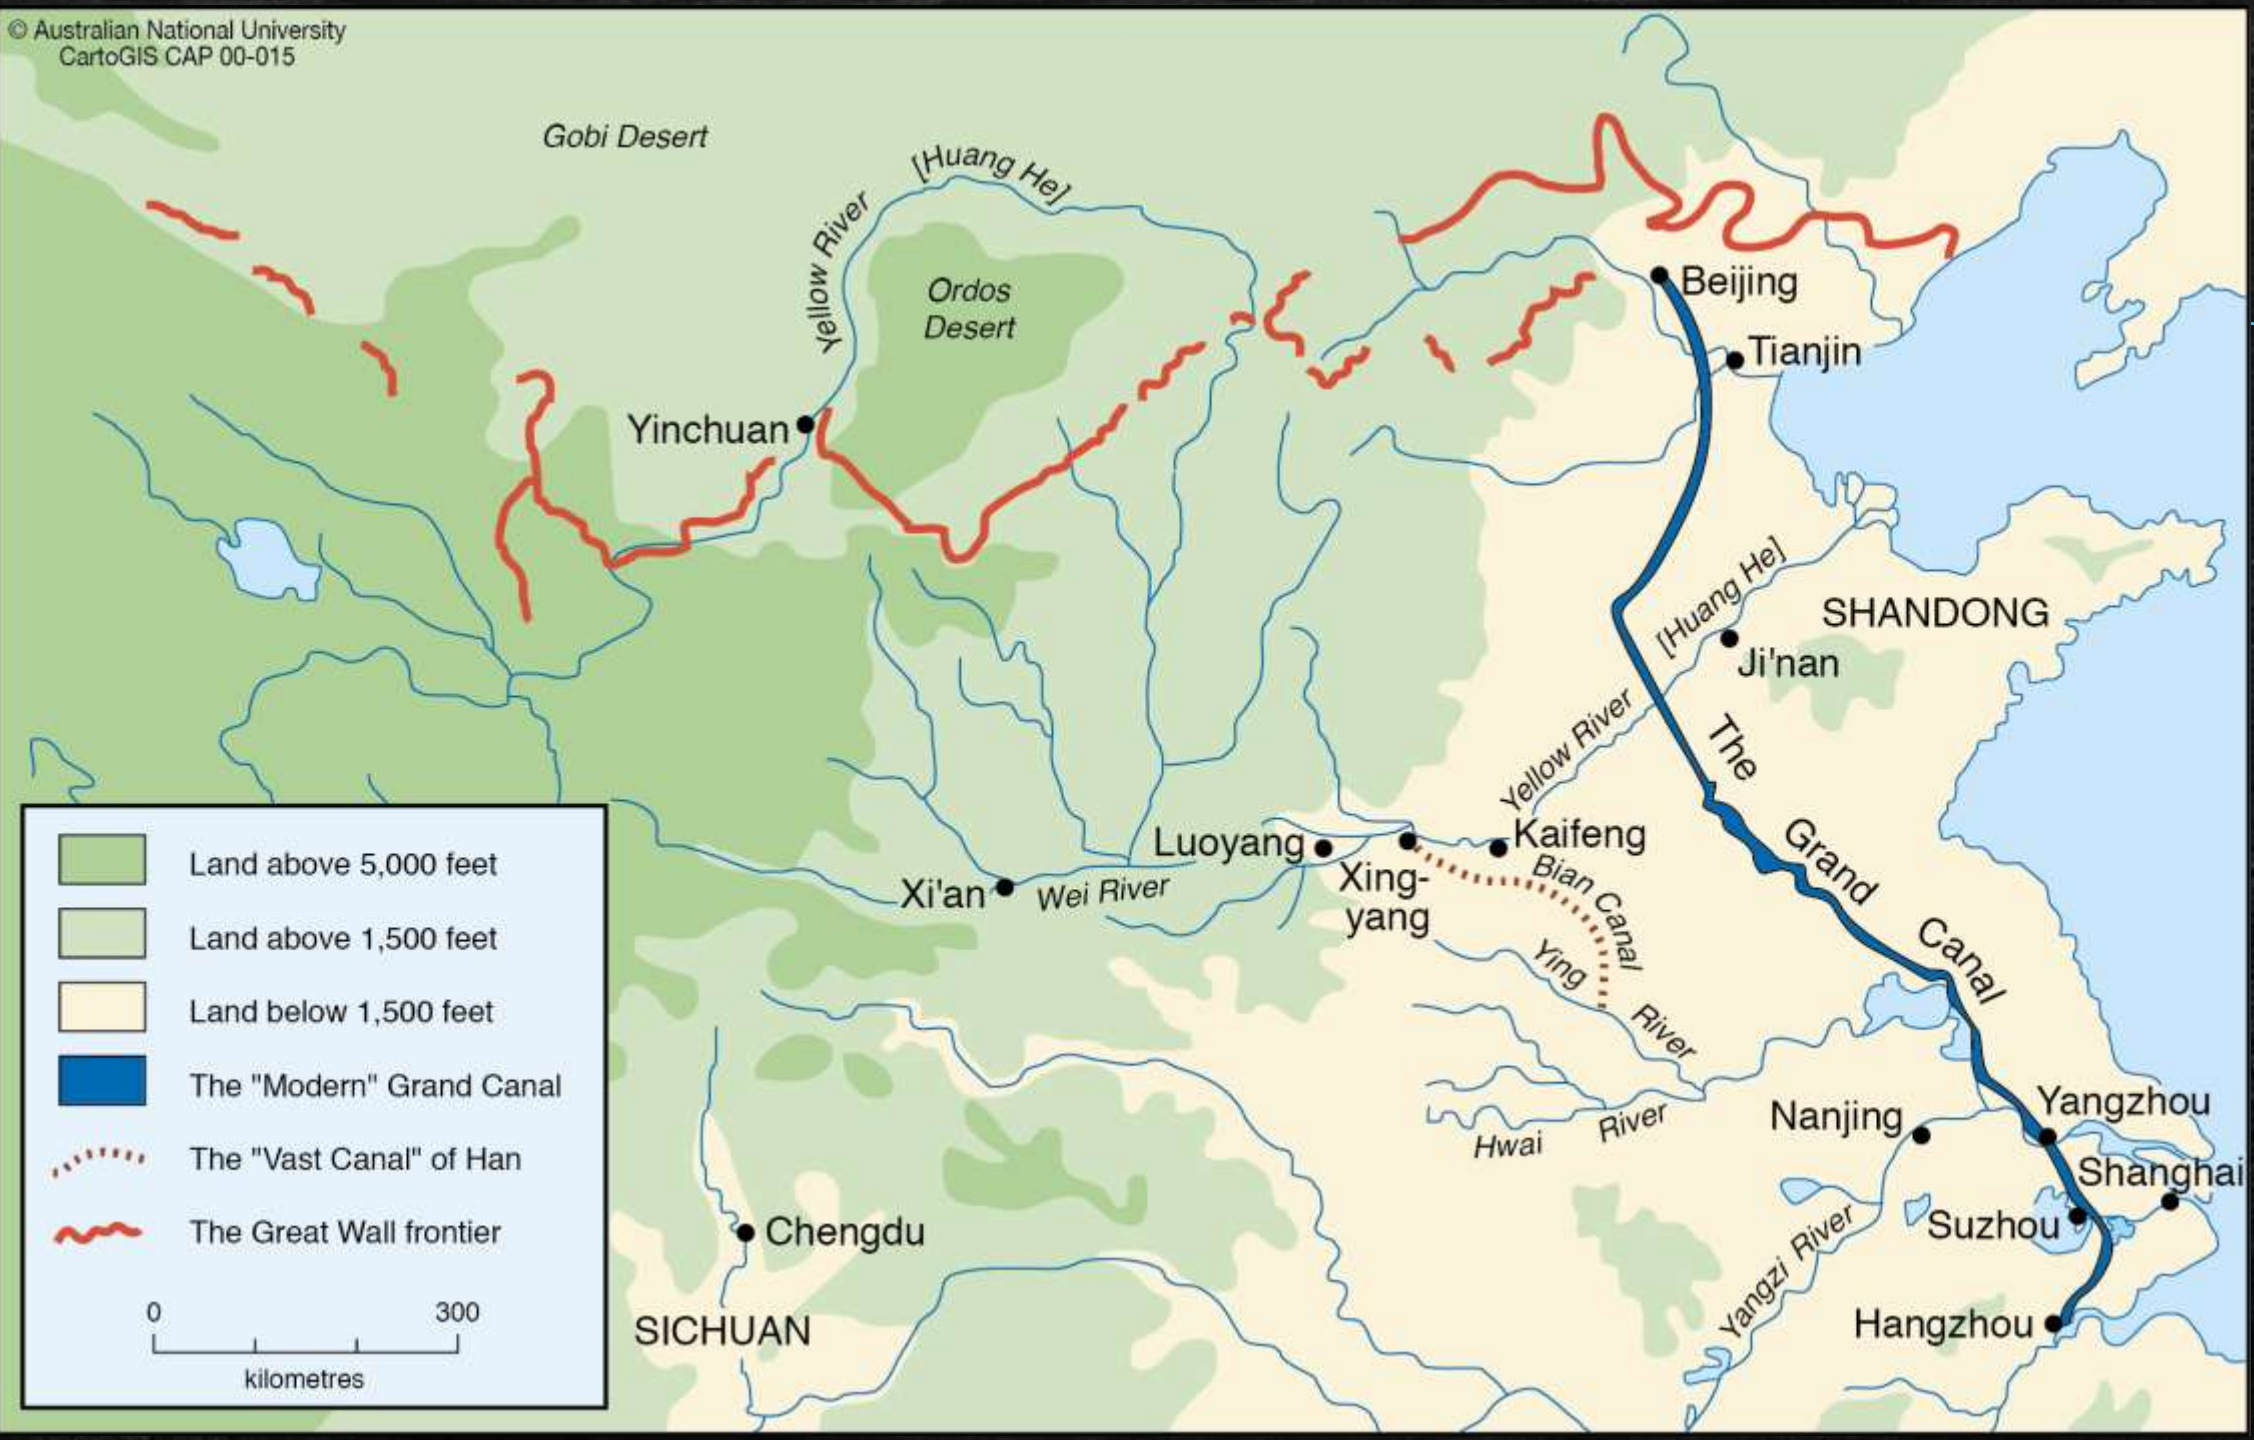 © Australian National University
CartoGIS CAP 00-015
Gobi Desert
[Huang He]
Yellow River
Ordos
Desert
Beijing
Tianjin
Yinchuan
[Huang He]
SHANDONG
Ji'nan
Yellow River
The Grand Canal
Luoyang
Kaifeng
Xing-
yang
Bian Canal
Xi'an
Wei River
Ying River
Hwai River
Nanjing
Yangzhou
Shanghai
Suzhou
Yangzi River
Hangzhou
Chengdu
SICHUAN
Land above 5,000 feet
Land above 1,500 feet
Land below 1,500 feet
The "Modern" Grand Canal
The "Vast Canal" of Han
The Great Wall frontier
0 300
kilometres